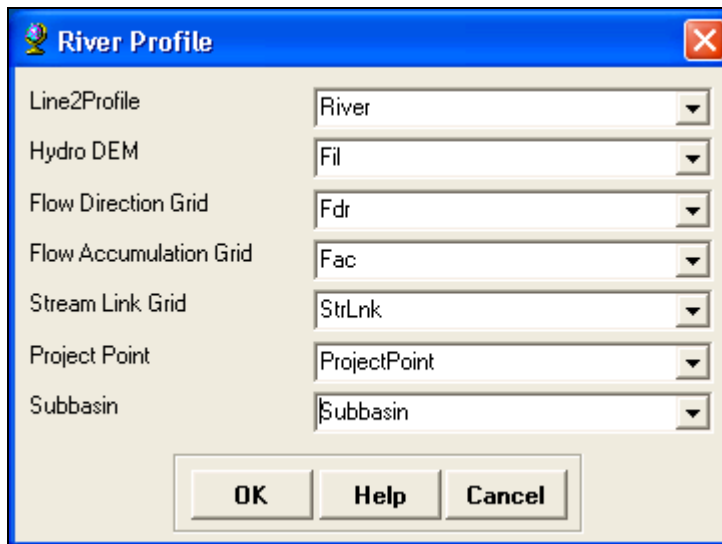 River Profile
Line2Profile River
Hydro DEM Fil
Flow Direction Grid Fdr
Flow Accumulation Grid Fac
Stream Link Grid StrLnk
Project Point ProjectPoint
Subbasin Subbasin
OK Help Cancel